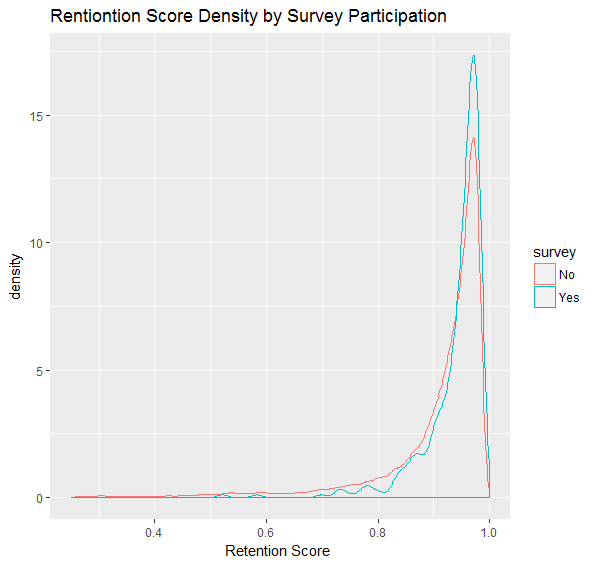 Rentiontion Score Density by Survey Participation
15
10
5
0
density
0.4 0.6 0.8 1.0
Retention Score
survey
No
Yes